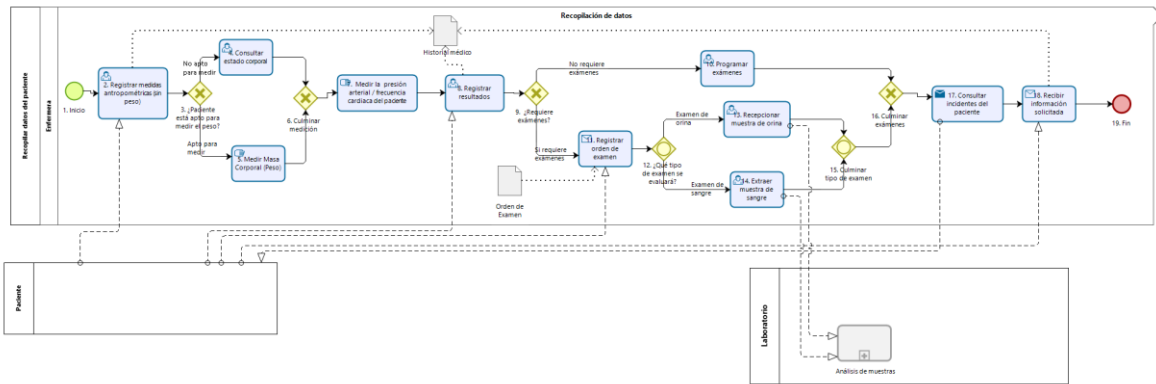 Recopilación de datos
Recopilar datos del paciente
Enfermera
1. Inicio
2. Registrar medidas
antropométricas (sin
peso)
No apto
para medir
3. ¿Paciente
está apto para
medir el peso?
Apto para
medir
4. Consultar
estado corporal
5. Medir Masa
Corporal (Peso)
6. Culminar
medición
7. Medir la presión
arterial / frecuencia
cardiaca del paciente
Historial médico
8. Registrar
resultados
No requiere
exámenes
9. ¿Requiere
exámenes?
Si requiere
exámenes
Orden de
Examen
10. Programar
exámenes
11. Registrar
orden de
examen
Examen de
orina
12. ¿Qué tipo
de examen se
evaluará?
Examen de
sangre
13. Recepcionar
muestra de orina
14. Extraer
muestra de
sangre
15. Culminar
tipo de examen
16. Culminar
exámenes
17. Consultar
incidentes del
paciente
18. Recibir
información
solicitada
19. Fin
Paciente
Laboratorio
Análisis de muestras